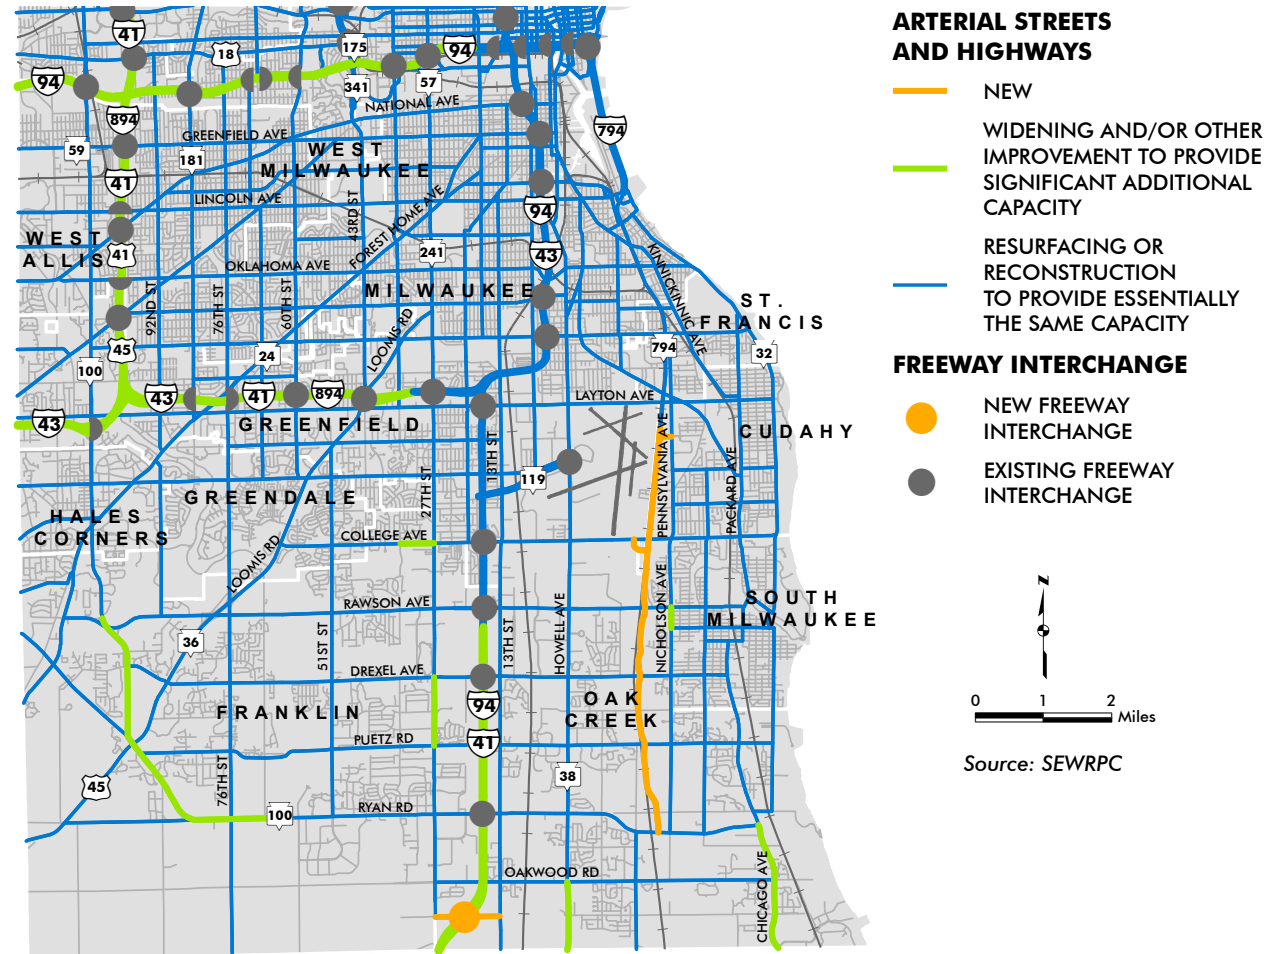 41
18
175
94
341
57
94
NATIONAL AVE
894
GREENFIELD AVE
794
59
181
WEST
MILWAUKEE
41
LINCOLN AVE
43RD ST
FOREST HOME AVE
94
WEST
ALLIS
41
OKLAHOMA AVE
241
43
KINNICKINNIC AVE
92ND ST
76TH ST
60TH ST
MILWAUKEE
ST.
FRANCIS
LOOMIS RD
45
24
794
32
100
43
41
894
LAYTON AVE
43
GREENFIELD
CUDAHY
PENNSYLVANIA AVE
13TH ST
119
27TH ST
PACKARD AVE
GREENDALE
HALES
CORNERS
COLLEGE AVE
LOOMIS RD
RAWSON AVE
NICHOLSON AVE
HOWELL AVE
SOUTH
MILWAUKEE
36
51ST ST
13TH ST
DREXEL AVE
94
OAK
CREEK
FRANKLIN
PUETZ RD
41
45
76TH ST
38
100
RYAN RD
OAKWOOD RD
CHICAGO AVE
ARTERIAL STREETS
AND HIGHWAYS
NEW
WIDENING AND/OR OTHER
IMPROVEMENT TO PROVIDE
SIGNIFICANT ADDITIONAL
CAPACITY
RESURFACING OR
RECONSTRUCTION
TO PROVIDE ESSENTIALLY
THE SAME CAPACITY
FREEWAY INTERCHANGE
NEW FREEWAY
INTERCHANGE
EXISTING FREEWAY
INTERCHANGE
N
0 1 2
Miles
Source: SEWRPC